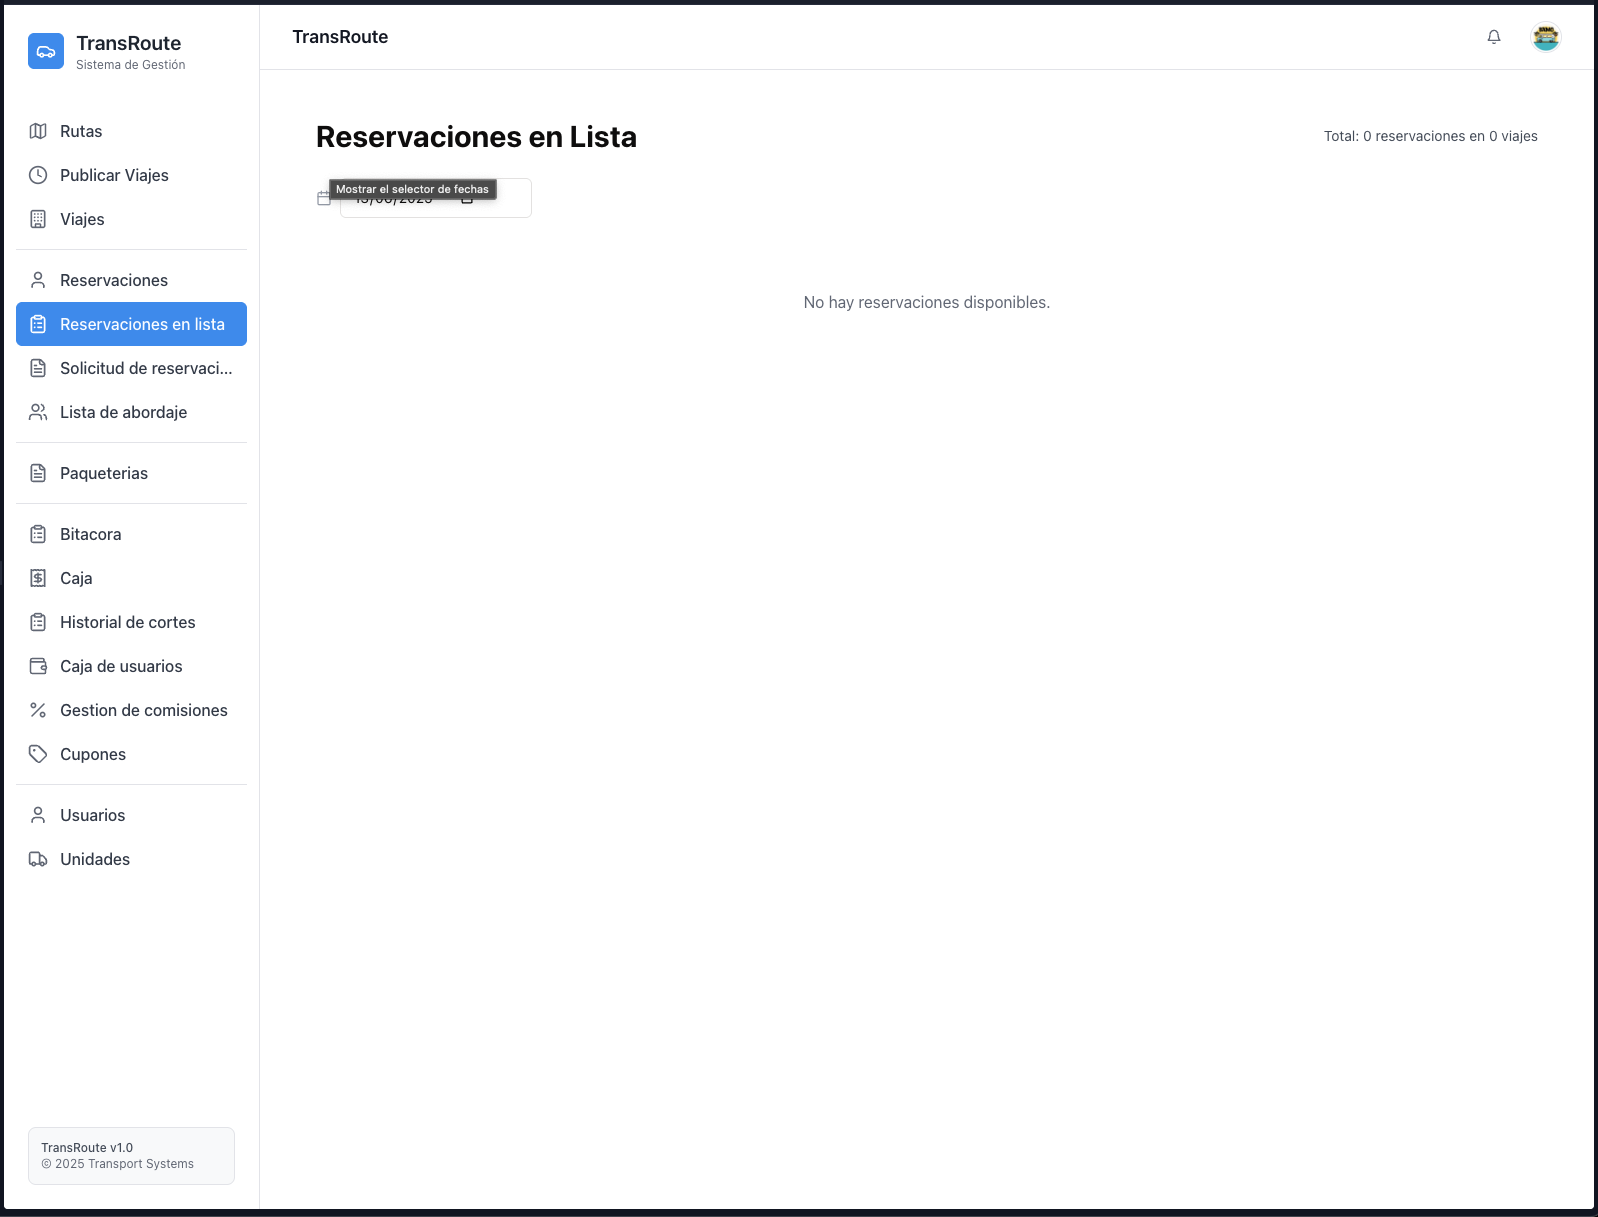 TransRoute
Sistema de Gestión
TransRoute
Rutas
Publicar Viajes
Viajes
Reservaciones
Reservaciones en lista
Solicitud de reservaci...
Lista de abordaje
Paqueterias
Bitacora
Caja
Historial de cortes
Caja de usuarios
Gestion de comisiones
Cupones
Usuarios
Unidades
TransRoute v1.0
© 2025 Transport Systems
Reservaciones en Lista
Total: 0 reservaciones en 0 viajes
Mostrar el selector de fechas
No hay reservaciones disponibles.